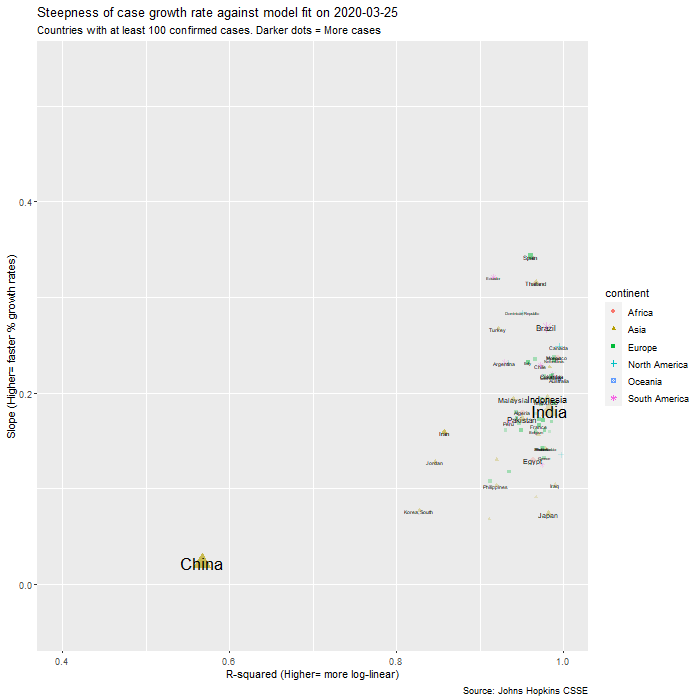 Steepness of case growth rate against model fit on 2020-03-25
Countries with at least 100 confirmed cases. Darker dots = More cases
Slope (Higher= faster % growth rates)
0.4
0.2
0.0
Spain
Ecuador
Thailand
Dominican Republic
Turkey
Brazil
Canada
Argentina
Italy
Chile
Australia
Malaysia
Indonesia
India
Algeria
Pakistan
Peru
France
Iran
Egypt
Jordan
Philippines
Iraq
Korea, South
Japan
China
0.4
0.6
0.8
1.0
R-squared (Higher= more log-linear)
continent
Africa
Asia
Europe
North America
Oceania
South America
Source: Johns Hopkins CSSE